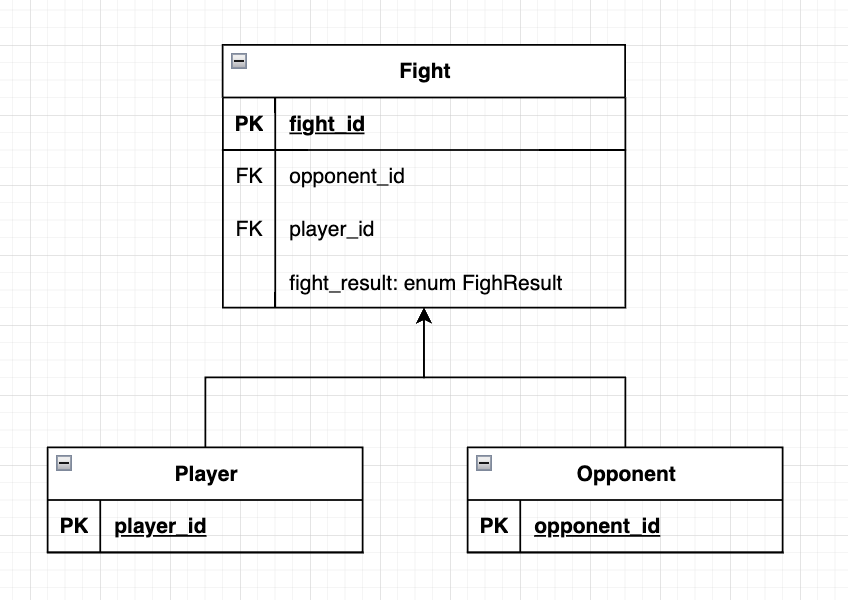 Fight
PK fight_id
FK opponent_id
FK player_id
fight_result: enum FighResult
Player
PK player_id
Opponent
PK opponent_id